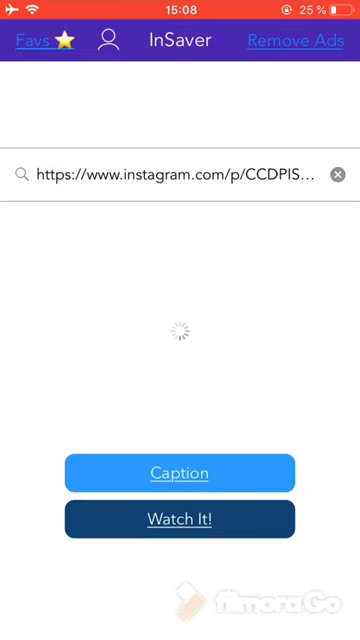 15:08
25 %
Favs ⭐
InSaver
Remove Ads
https://www.instagram.com/p/CCDPIS...
Caption
Watch It!
filmoraGo